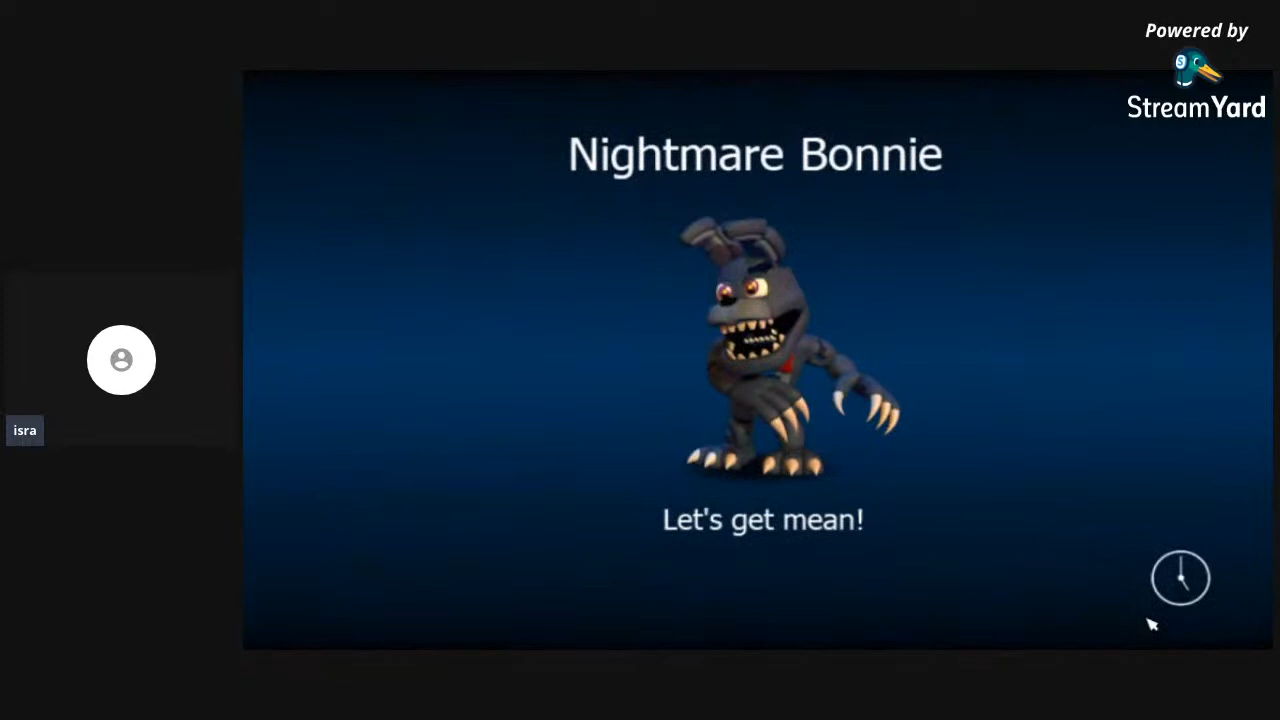 Powered by
StreamYard
Nightmare Bonnie
isra
Let's get mean!